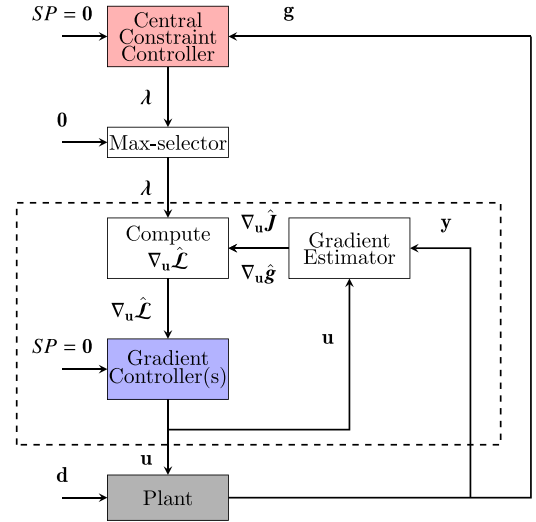 SP = 0
Central
Constraint
Controller
g
λ
0
Max-selector
λ
Compute
∇ᵤℒ̂
∇ᵤĴ
∇ᵤĝ
Gradient
Estimator
y
∇ᵤℒ̂
SP = 0
Gradient
Controller(s)
u
u
d
Plant